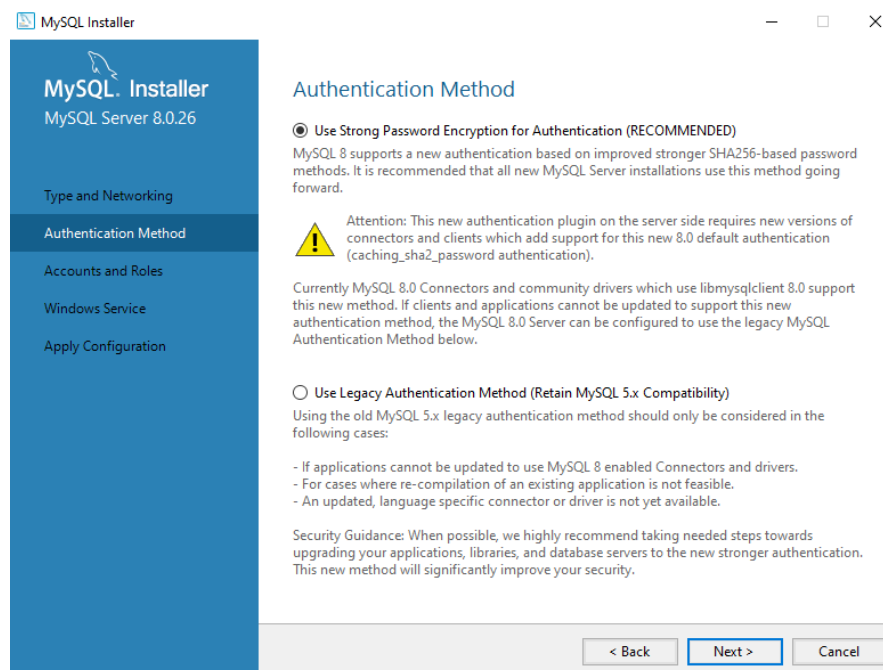 MySQL Installer
MySQL. Installer
MySQL Server 8.0.26
Type and Networking
Authentication Method
Accounts and Roles
Windows Service
Apply Configuration
Authentication Method
Use Strong Password Encryption for Authentication (RECOMMENDED)
MySQL 8 supports a new authentication based on improved stronger SHA256-based password
methods. It is recommended that all new MySQL Server installations use this method going
forward.
Attention: This new authentication plugin on the server side requires new versions of
connectors and clients which add support for this new 8.0 default authentication
(caching_sha2_password authentication).
Currently MySQL 8.0 Connectors and community drivers which use libmysqlclient 8.0 support
this new method. If clients and applications cannot be updated to support this new
authentication method, the MySQL 8.0 Server can be configured to use the legacy MySQL
Authentication Method below.
Use Legacy Authentication Method (Retain MySQL 5.x Compatibility)
Using the old MySQL 5.x legacy authentication method should only be considered in the
following cases:
- If applications cannot be updated to use MySQL 8 enabled Connectors and drivers.
- For cases where re-compilation of an existing application is not feasible.
- An updated, language specific connector or driver is not yet available.
Security Guidance: When possible, we highly recommend taking needed steps towards
upgrading your applications, libraries, and database servers to the new stronger authentication.
This new method will significantly improve your security.
< Back
Next >
Cancel